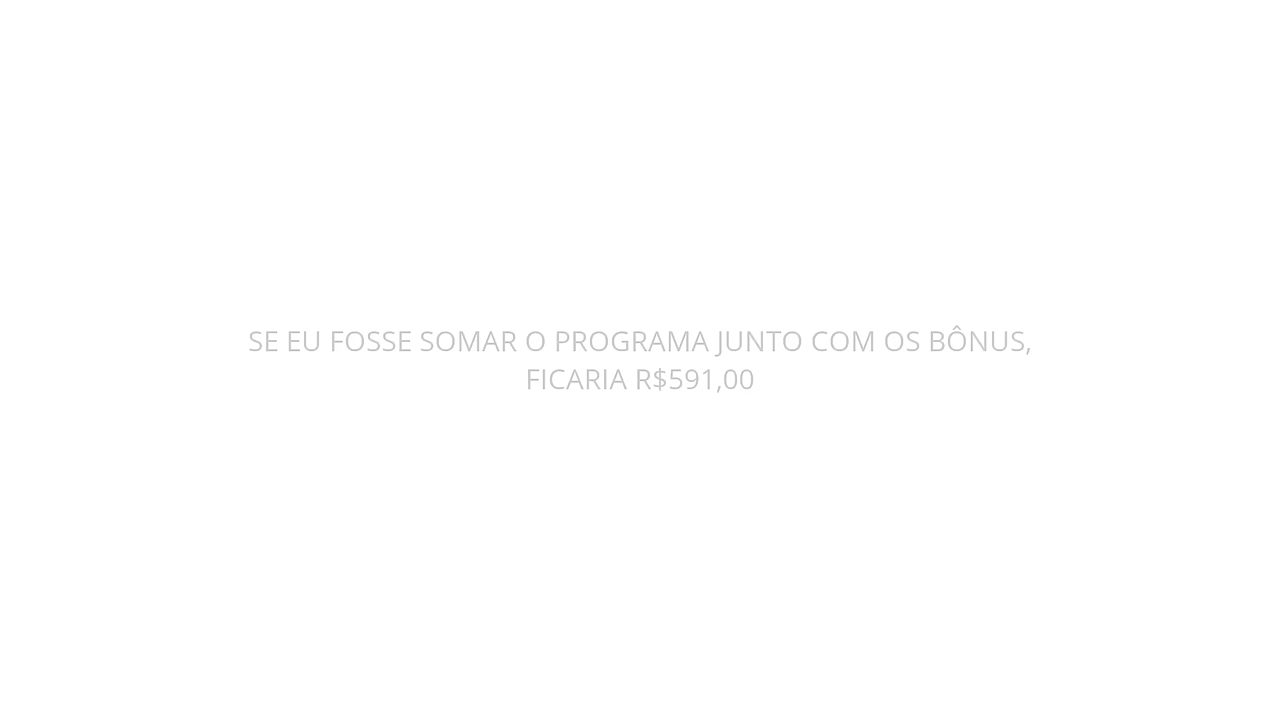 SE EU FOSSE SOMAR O PROGRAMA JUNTO COM OS BÔNUS,
FICARIA R$591,00